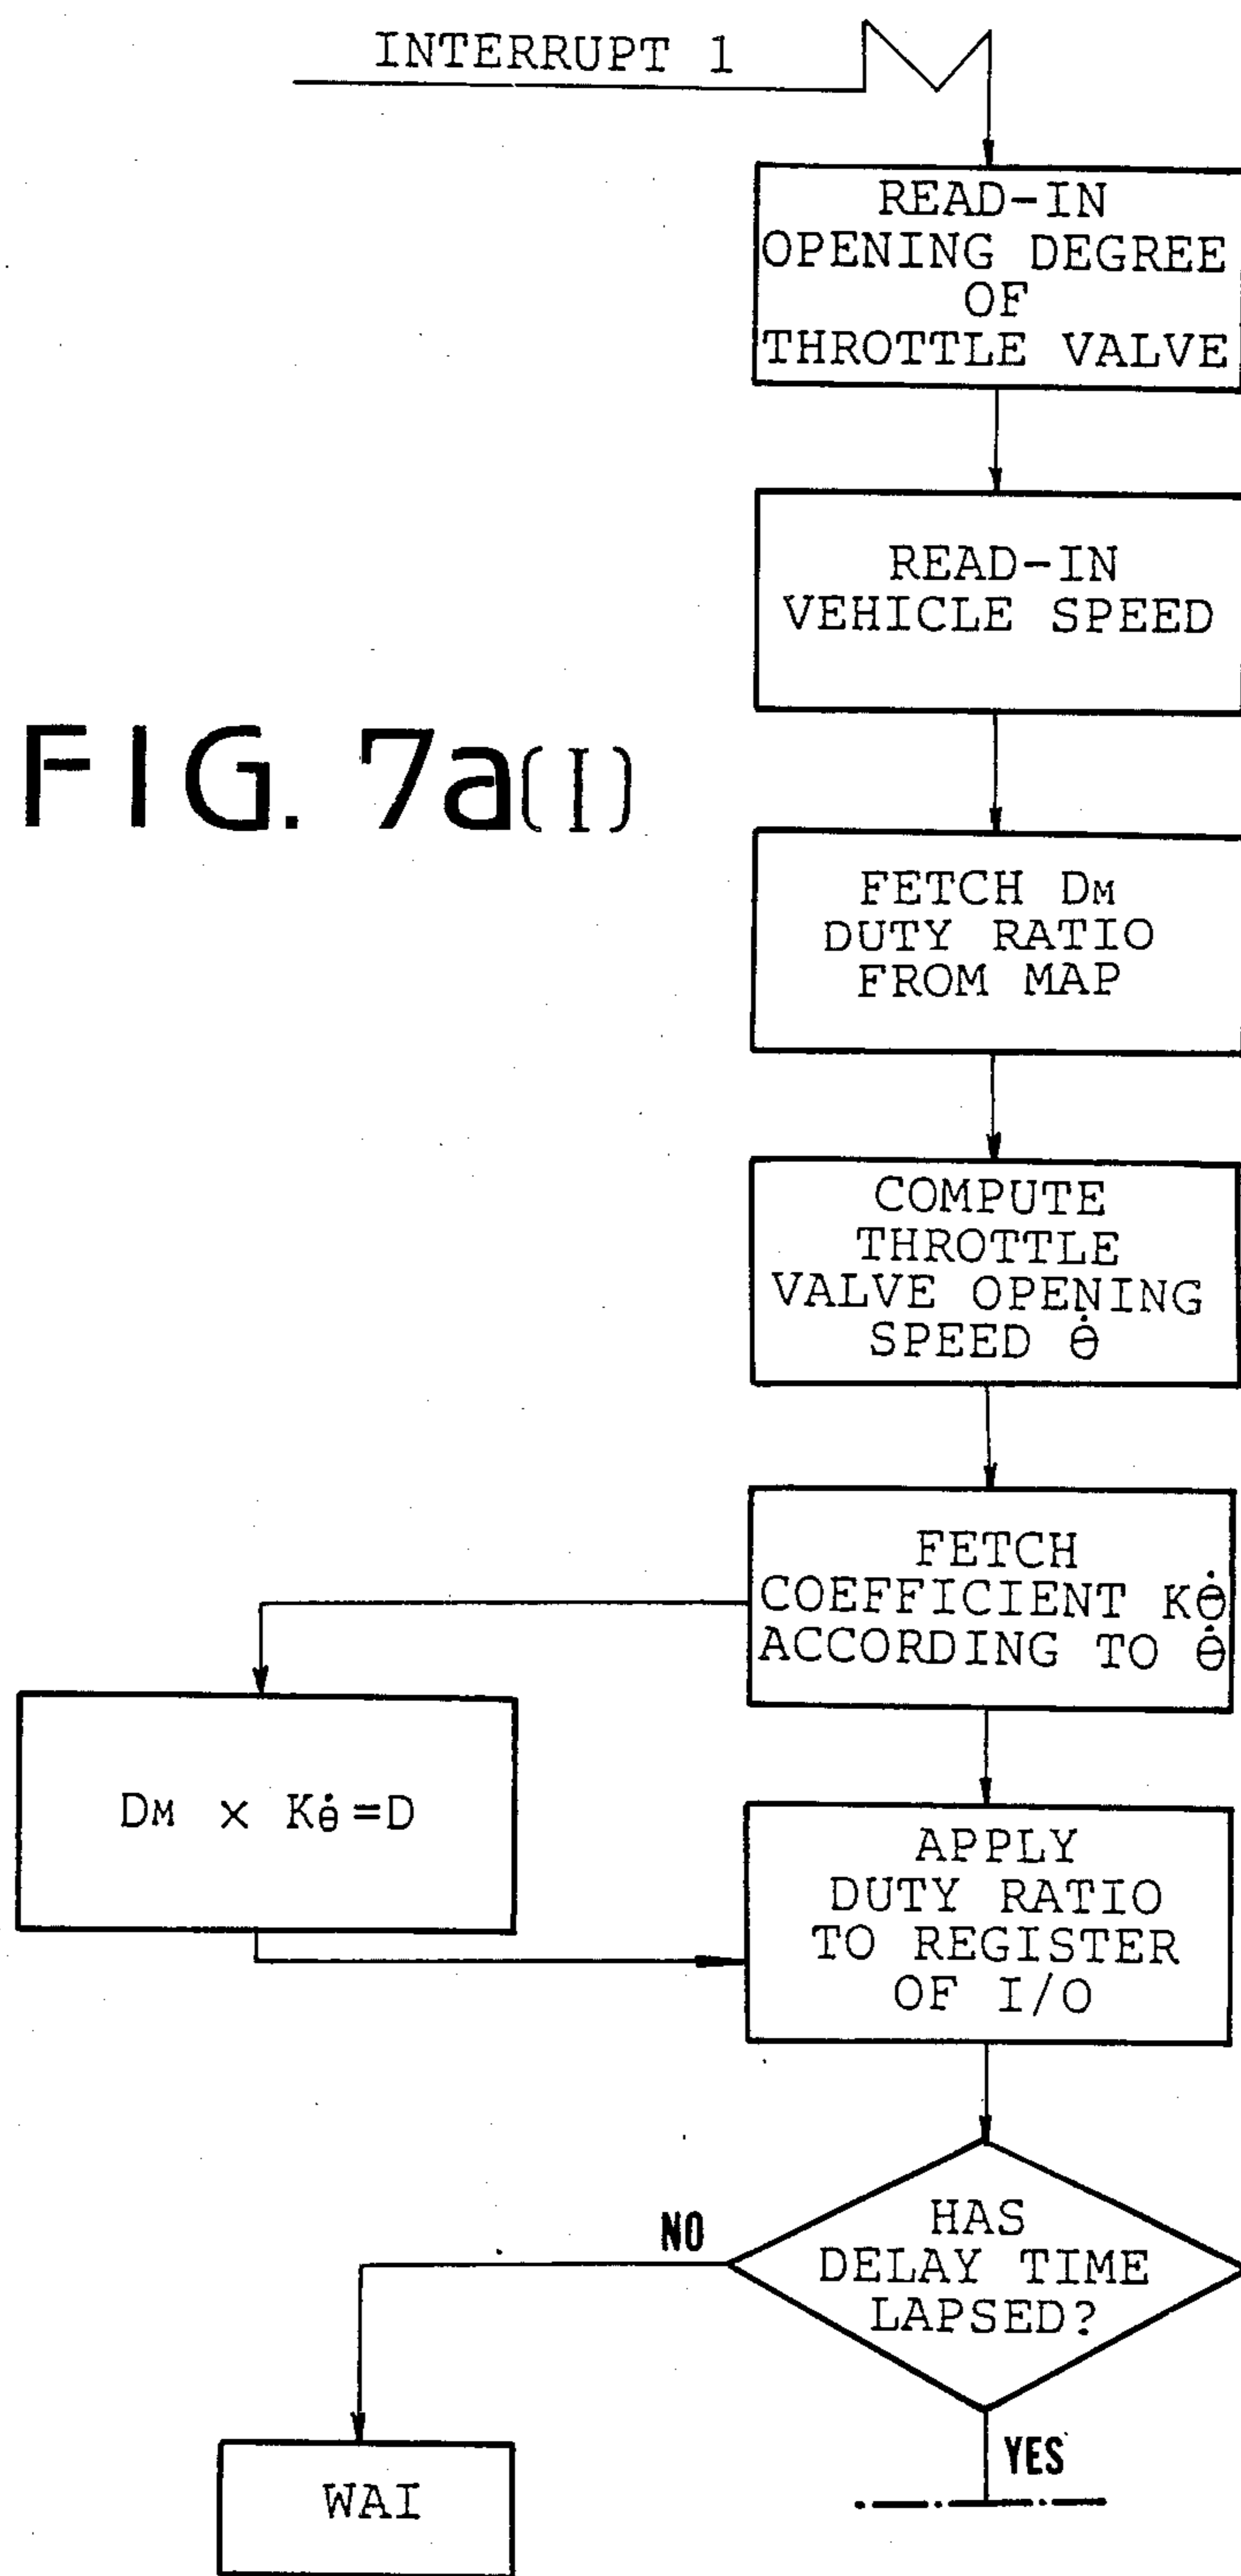 INTERRUPT 1
READ-IN
OPENING DEGREE
OF
THROTTLE VALVE
READ-IN
VEHICLE SPEED
FIG. 7a(I)
FETCH DM
DUTY RATIO
FROM MAP
COMPUTE
THROTTLE
VALVE OPENING
SPEED θ̇
FETCH
COEFFICIENT Kθ̇
ACCORDING TO θ̇
DM × Kθ̇=D
APPLY
DUTY RATIO
TO REGISTER
OF I/O
NO
HAS
DELAY TIME
LAPSED?
YES
WAI